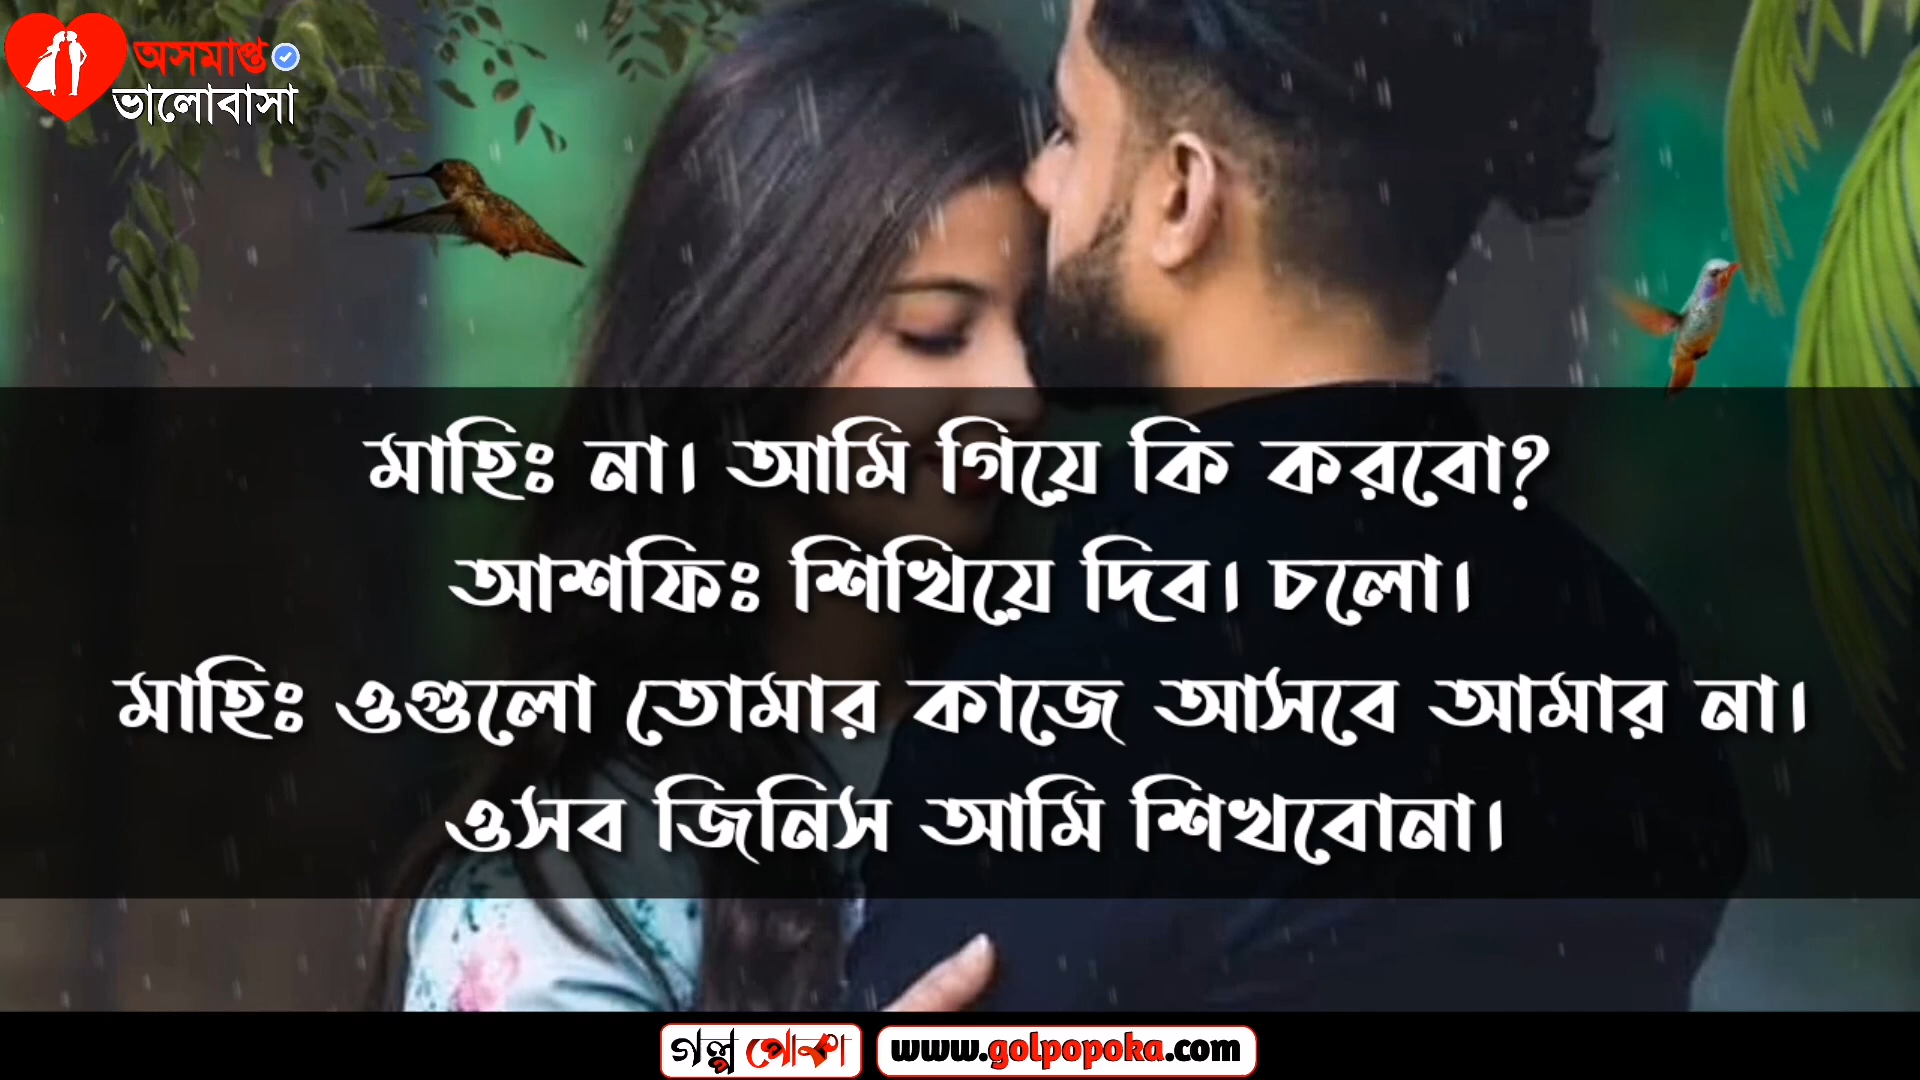 অসমাপ্ত
ভালোবাসা
মাহিঃ না। আমি গিয়ে কি করবো?
আশফিঃ শিখিয়ে দিব। চলো।
মাহিঃ ওগুলো তোমার কাজে আসবে আমার না।
ওসব জিনিস আমি শিখবোনা।
গল্প পোকা www.golpopoka.com